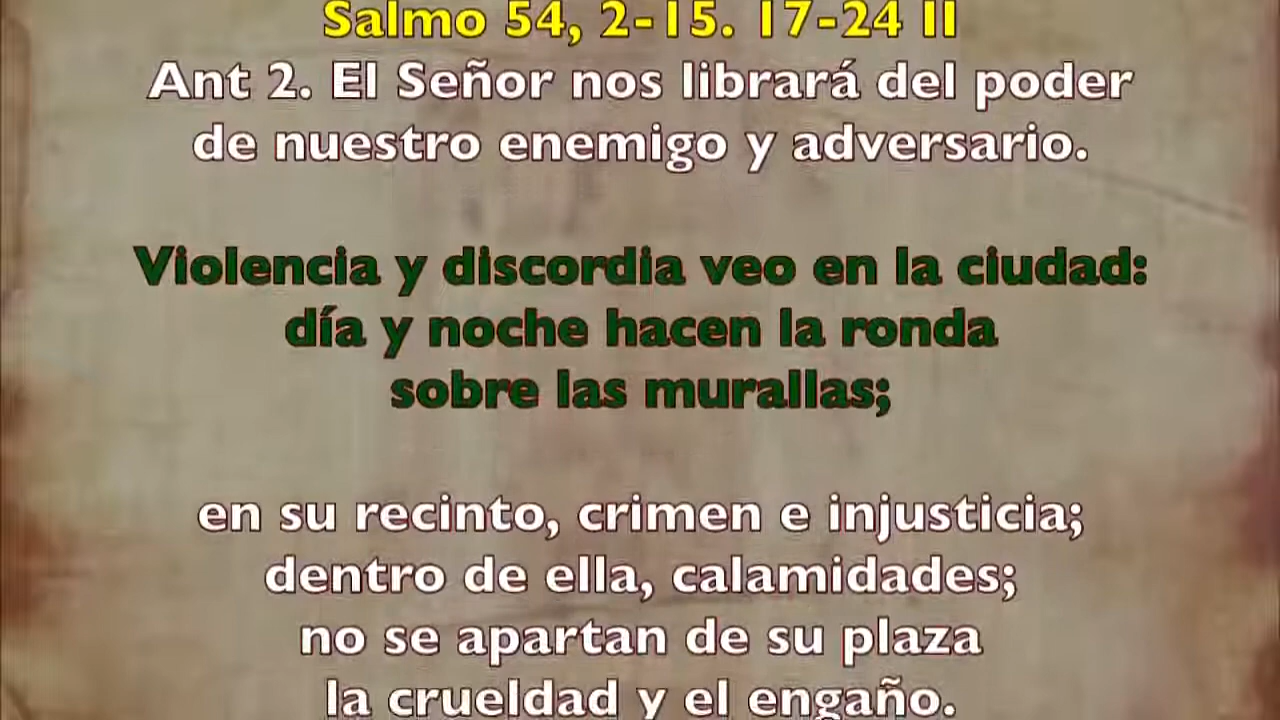 Salmo 54, 2-15. 17-24 II
Ant 2. El Señor nos librará del poder
de nuestro enemigo y adversario.
Violencia y discordia veo en la ciudad:
día y noche hacen la ronda
sobre las murallas;
en su recinto, crimen e injusticia;
dentro de ella, calamidades;
no se apartan de su plaza
la crueldad y el engaño.